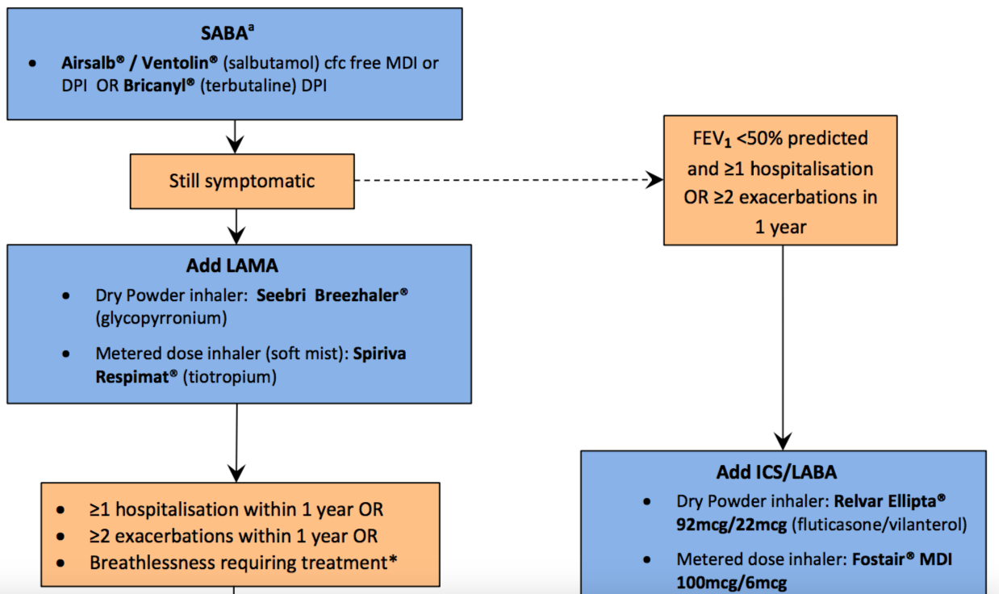 SABAᵃ
• Airsalb® / Ventolin® (salbutamol) cfc free MDI or
DPI OR Bricanyl® (terbutaline) DPI
Still symptomatic
FEV₁ <50% predicted
and ≥1 hospitalisation
OR ≥2 exacerbations in
1 year
Add LAMA
• Dry Powder inhaler: Seebri Breezhaler®
(glycopyrronium)
• Metered dose inhaler (soft mist): Spiriva
Respimat® (tiotropium)
• ≥1 hospitalisation within 1 year OR
• ≥2 exacerbations within 1 year OR
• Breathlessness requiring treatment*
Add ICS/LABA
• Dry Powder inhaler: Relvar Ellipta®
92mcg/22mcg (fluticasone/vilanterol)
• Metered dose inhaler: Fostair® MDI
100mcg/6mcg